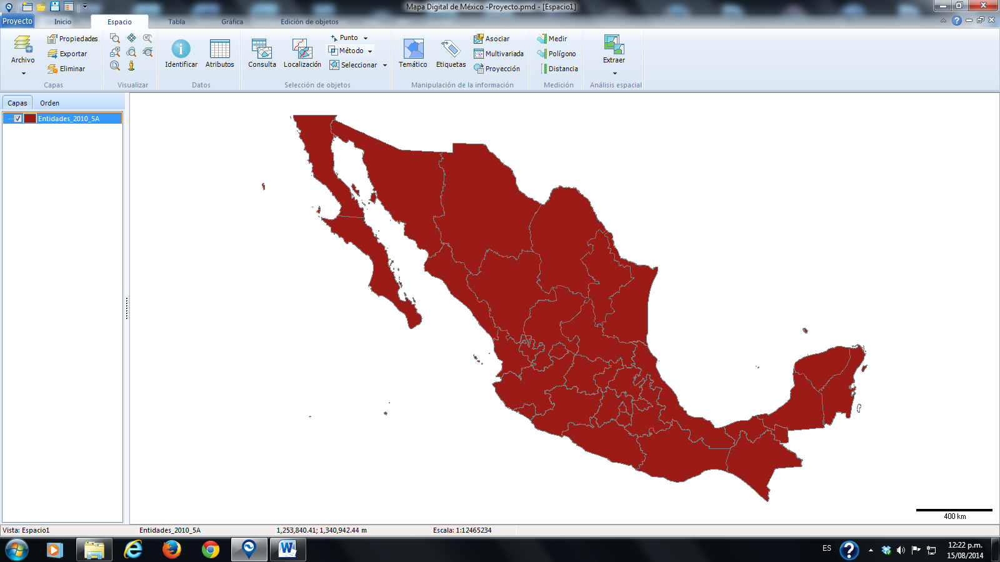 Mapa Digital de México -Proyecto.pmd - [Espacio1]
Proyecto Inicio Espacio Tabla Gráfica Edición de objetos
Archivo
Propiedades
Exportar
Eliminar
Capas
Visualizar
Identificar
Atributos
Datos
Consulta
Localización
Punto
Método
Seleccionar
Selección de objetos
Temático
Etiquetas
Asociar
Multivariada
Proyección
Manipulación de la información
Medir
Polígono
Distancia
Medición
Extraer
Análisis espacial
Capas Orden
Entidades_2010_5A
400 km
Vista: Espacio1 Entidades_2010_5A 1,253,840.41; 1,340,942.44 m Escala: 1:12465234
ES
12:22 p.m.
15/08/2014